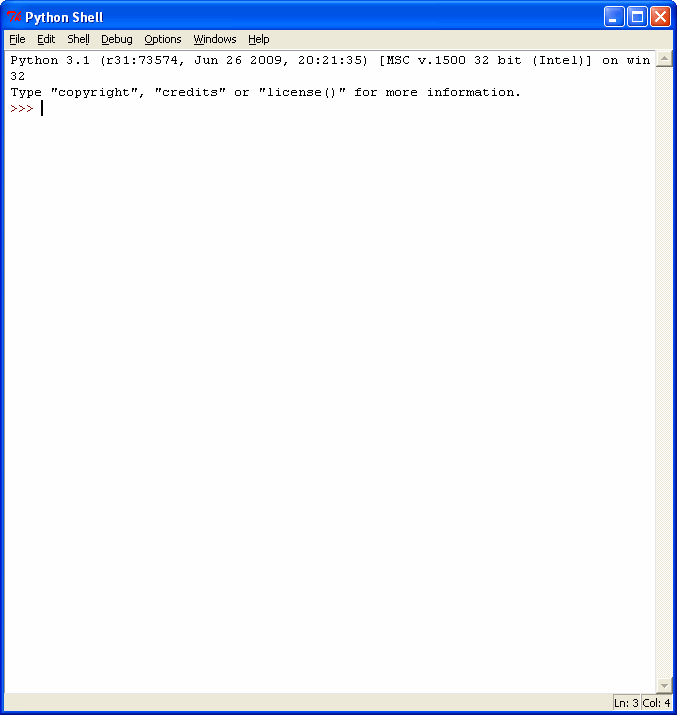 Python Shell
File Edit Shell Debug Options Windows Help
Python 3.1 (r31:73574, Jun 26 2009, 20:21:35) [MSC v.1500 32 bit (Intel)] on win
32
Type "copyright", "credits" or "license()" for more information.
>>>
Ln: 3 Col: 4